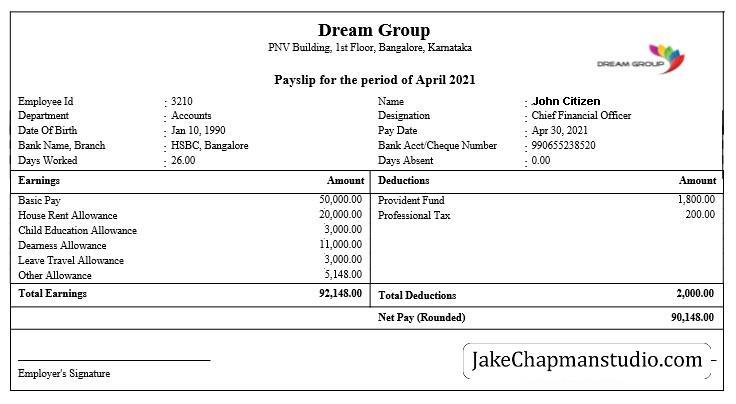 Dream Group
PNV Building, 1st Floor, Bangalore, Karnataka
DREAM GROUP
Payslip for the period of April 2021
Employee Id : 3210 Name : John Citizen
Department : Accounts Designation : Chief Financial Officer
Date Of Birth : Jan 10, 1990 Pay Date : Apr 30, 2021
Bank Name, Branch : HSBC, Bangalore Bank Acct/Cheque Number : 990655238520
Days Worked : 26.00 Days Absent : 0.00
Earnings Amount Deductions Amount
Basic Pay 50,000.00 Provident Fund 1,800.00
House Rent Allowance 20,000.00 Professional Tax 200.00
Child Education Allowance 3,000.00
Dearness Allowance 11,000.00
Leave Travel Allowance 3,000.00
Other Allowance 5,148.00
Total Earnings 92,148.00 Total Deductions 2,000.00
Net Pay (Rounded) 90,148.00
JakeChapmanstudio.com
Employer's Signature